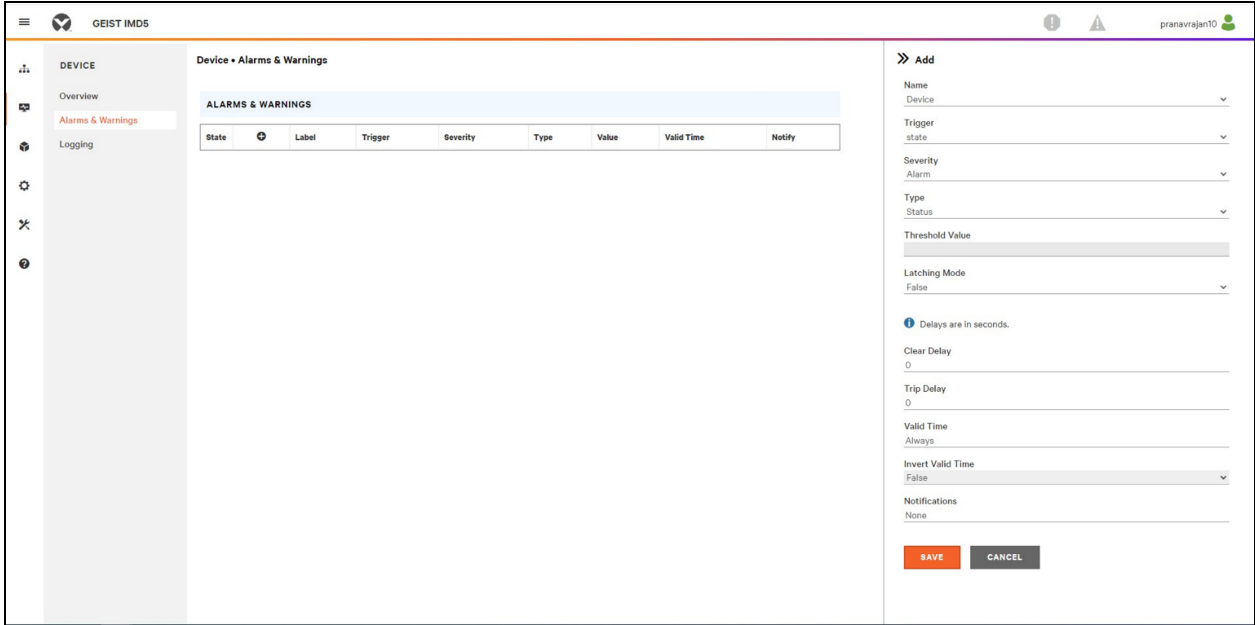 GEIST IMD5
pranavrajan10
DEVICE
Overview
Alarms & Warnings
Logging
Device • Alarms & Warnings
ALARMS & WARNINGS
State Label Trigger Severity Type Value Valid Time Notify
Add
Name
Device
Trigger
state
Severity
Alarm
Type
Status
Threshold Value
Latching Mode
False
Delays are in seconds.
Clear Delay
0
Trip Delay
0
Valid Time
Always
Invert Valid Time
False
Notifications
None
SAVE CANCEL